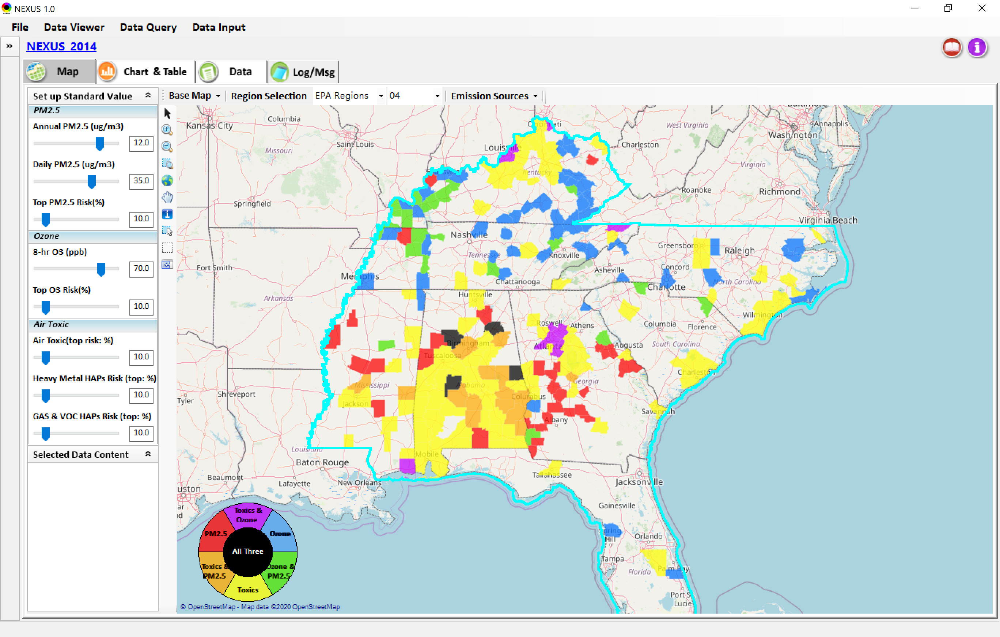 NEXUS 1.0
File Data Viewer Data Query Data Input
NEXUS_2014
Map Chart & Table Data Log/Msg
Set up Standard Value
Base Map Region Selection EPA Regions 04 Emission Sources
PM2.5
Annual PM2.5 (ug/m3)
12.0
Daily PM2.5 (ug/m3)
35.0
Top PM2.5 Risk(%)
10.0
Ozone
8-hr O3 (ppb)
70.0
Top O3 Risk(%)
10.0
Air Toxic
Air Toxic(top risk: %)
10.0
Heavy Metal HAPs Risk (top: %)
10.0
GAS & VOC HAPs Risk (top: %)
10.0
Selected Data Content
Kansas City
Columbia
Cincinnati
West Virginia
Annapolis
Washington
Saint Louis
Louisville
Charleston
Missouri
Virginia
Kentucky
Roanoke
Richmond
Springfield
Virginia Beach
Nashville
Greensboro
Raleigh
Tennessee
Knoxville
Fort Smith
Concord
Asheville
Memphis
Chattanooga
Charlotte
North Carolina
Arkansas
Huntsville
Wilmington
Roswell
Athens
Columbia
Florence
Birmingham
Atlanta
Augusta
South Carolina
Tuscaloosa
Charleston
Mississippi
Alabama
Georgia
Shreveport
Columbus
Tyler
Jackson
Savannah
Albany
Louisiana
Mobile
Baton Rouge
Tallahassee
Beaumont
Lafayette
New Orleans
Jacksonville
uston
ar
nd
Gainesville
Spring
Hill
Orlando
Tampa
Palm Bay
Florida
Port S
Lucie
Toxics &
Ozone
PM2.5
Ozone
All Three
Toxics &
PM2.5
Ozone &
PM2.5
Toxics
© OpenStreetMap - Map data ©2020 OpenStreetMap